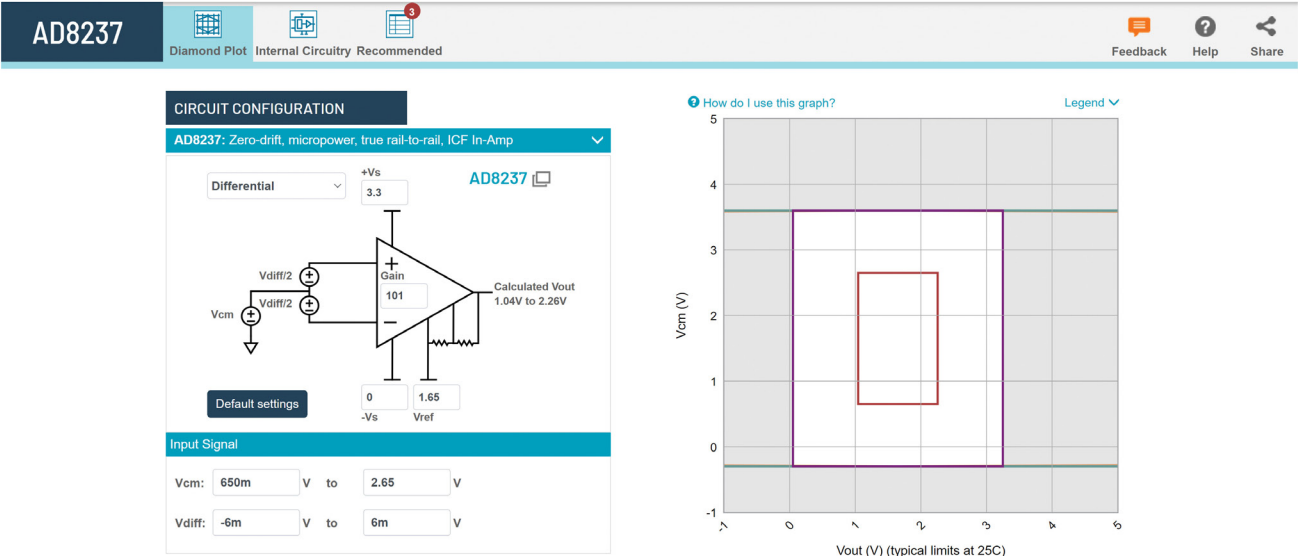 AD8237
3
Diamond Plot Internal Circuitry Recommended
Feedback Help Share
CIRCUIT CONFIGURATION
AD8237: Zero-drift, micropower, true rail-to-rail, ICF In-Amp
Differential
+Vs
3.3
AD8237
Vdiff/2
Vdiff/2
Vcm
+
Gain
101
Calculated Vout
1.04V to 2.26V
Default settings
0
-Vs
1.65
Vref
Input Signal
Vcm: 650m V to 2.65 V
Vdiff: -6m V to 6m V
? How do I use this graph?
Legend
5
4
3
2
1
0
-1
Vcm (V)
-1 0 1 2 3 4 5
Vout (V) (typical limits at 25C)